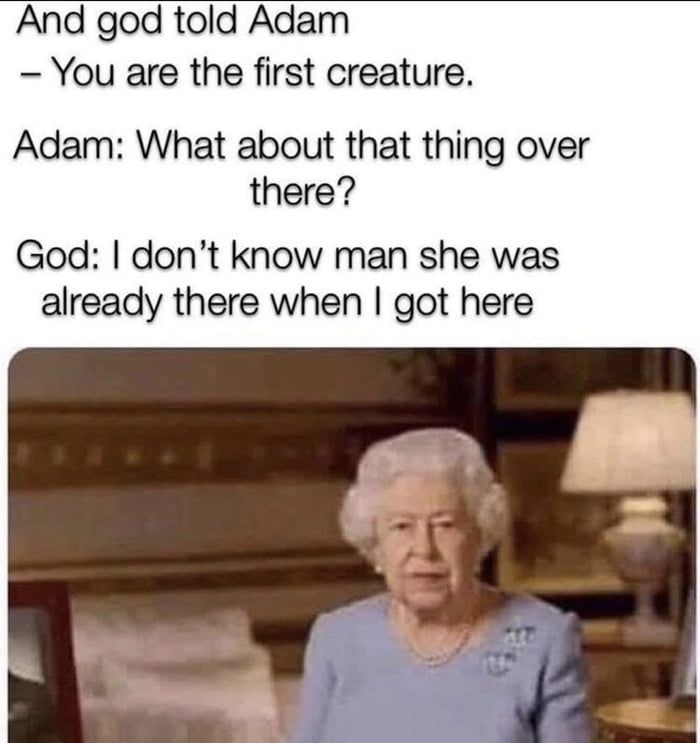 And god told Adam
– You are the first creature.
Adam: What about that thing over
there?
God: I don’t know man she was
already there when I got here